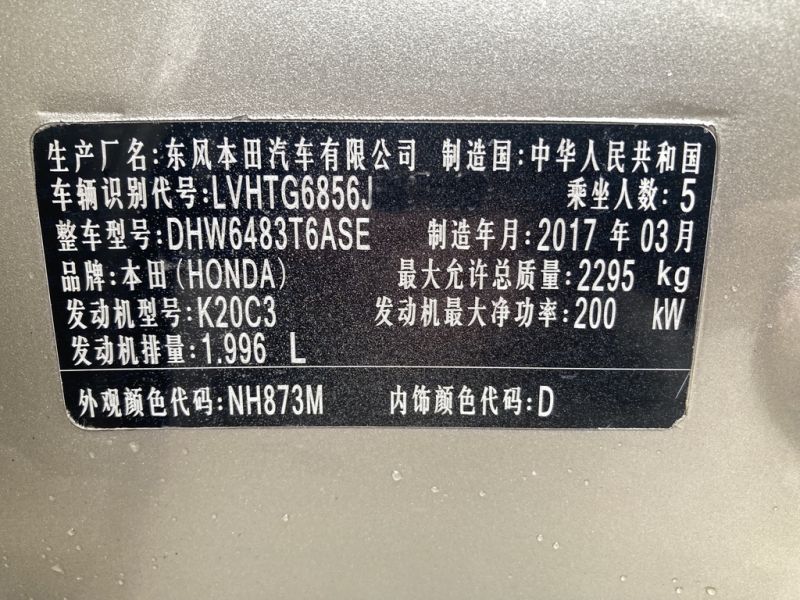 生产厂名:东风本田汽车有限公司 制造国:中华人民共和国
车辆识别代号:LVHTG6856J 乘坐人数:5
整车型号:DHW6483T6ASE 制造年月:2017 年 03月
品牌:本田(HONDA) 最大允许总质量:2295 kg
发动机型号:K20C3 发动机最大净功率:200 kW
发动机排量:1.996 L
外观颜色代码:NH873M 内饰颜色代码:D